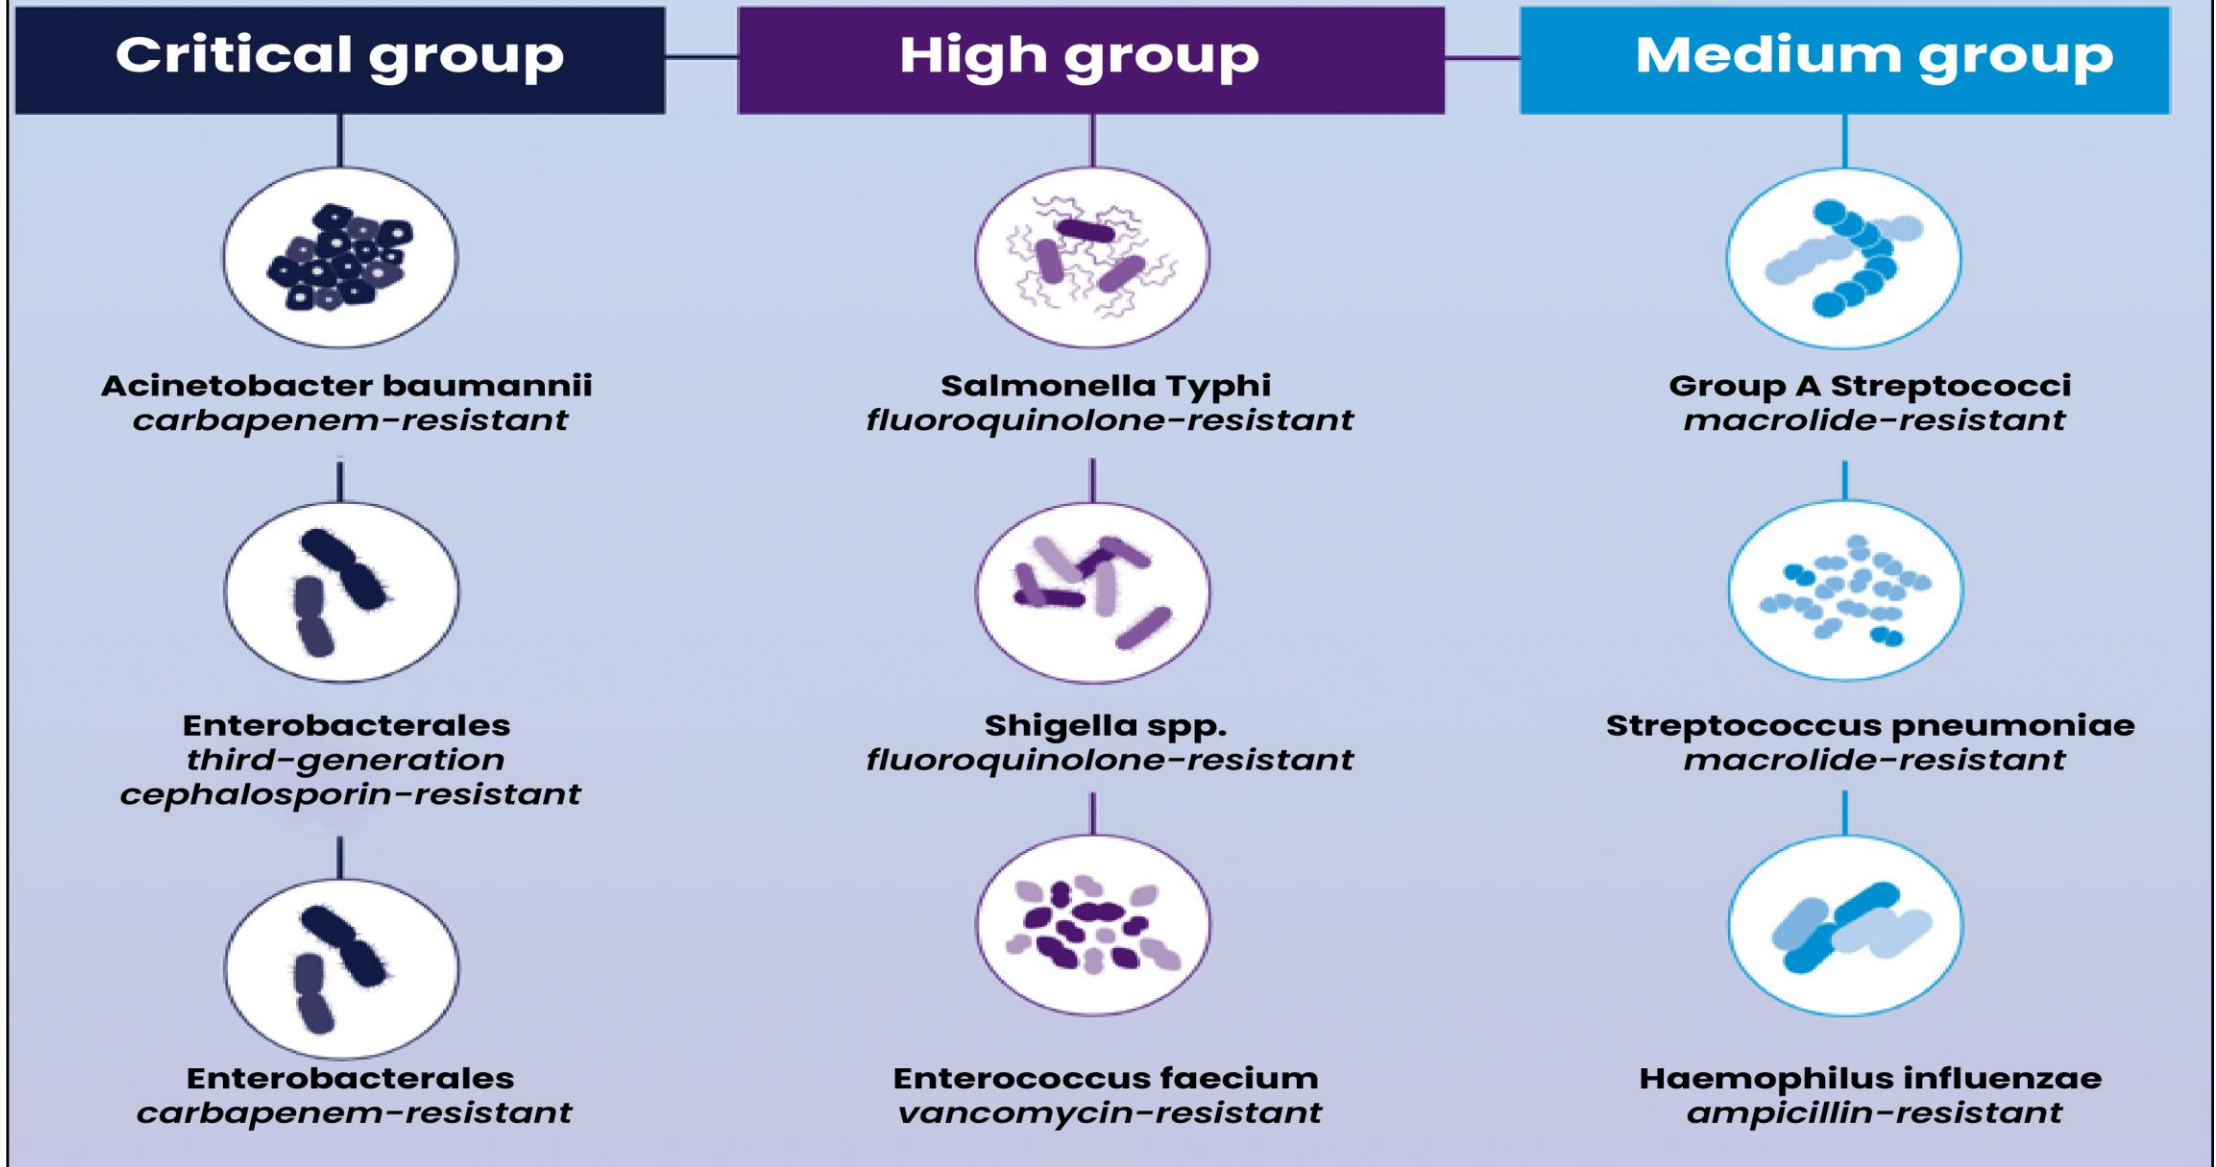 Critical group
High group
Medium group
Acinetobacter baumannii
carbapenem-resistant
Salmonella Typhi
fluoroquinolone-resistant
Group A Streptococci
macrolide-resistant
Enterobacterales
third-generation
cephalosporin-resistant
Shigella spp.
fluoroquinolone-resistant
Streptococcus pneumoniae
macrolide-resistant
Enterobacterales
carbapenem-resistant
Enterococcus faecium
vancomycin-resistant
Haemophilus influenzae
ampicillin-resistant